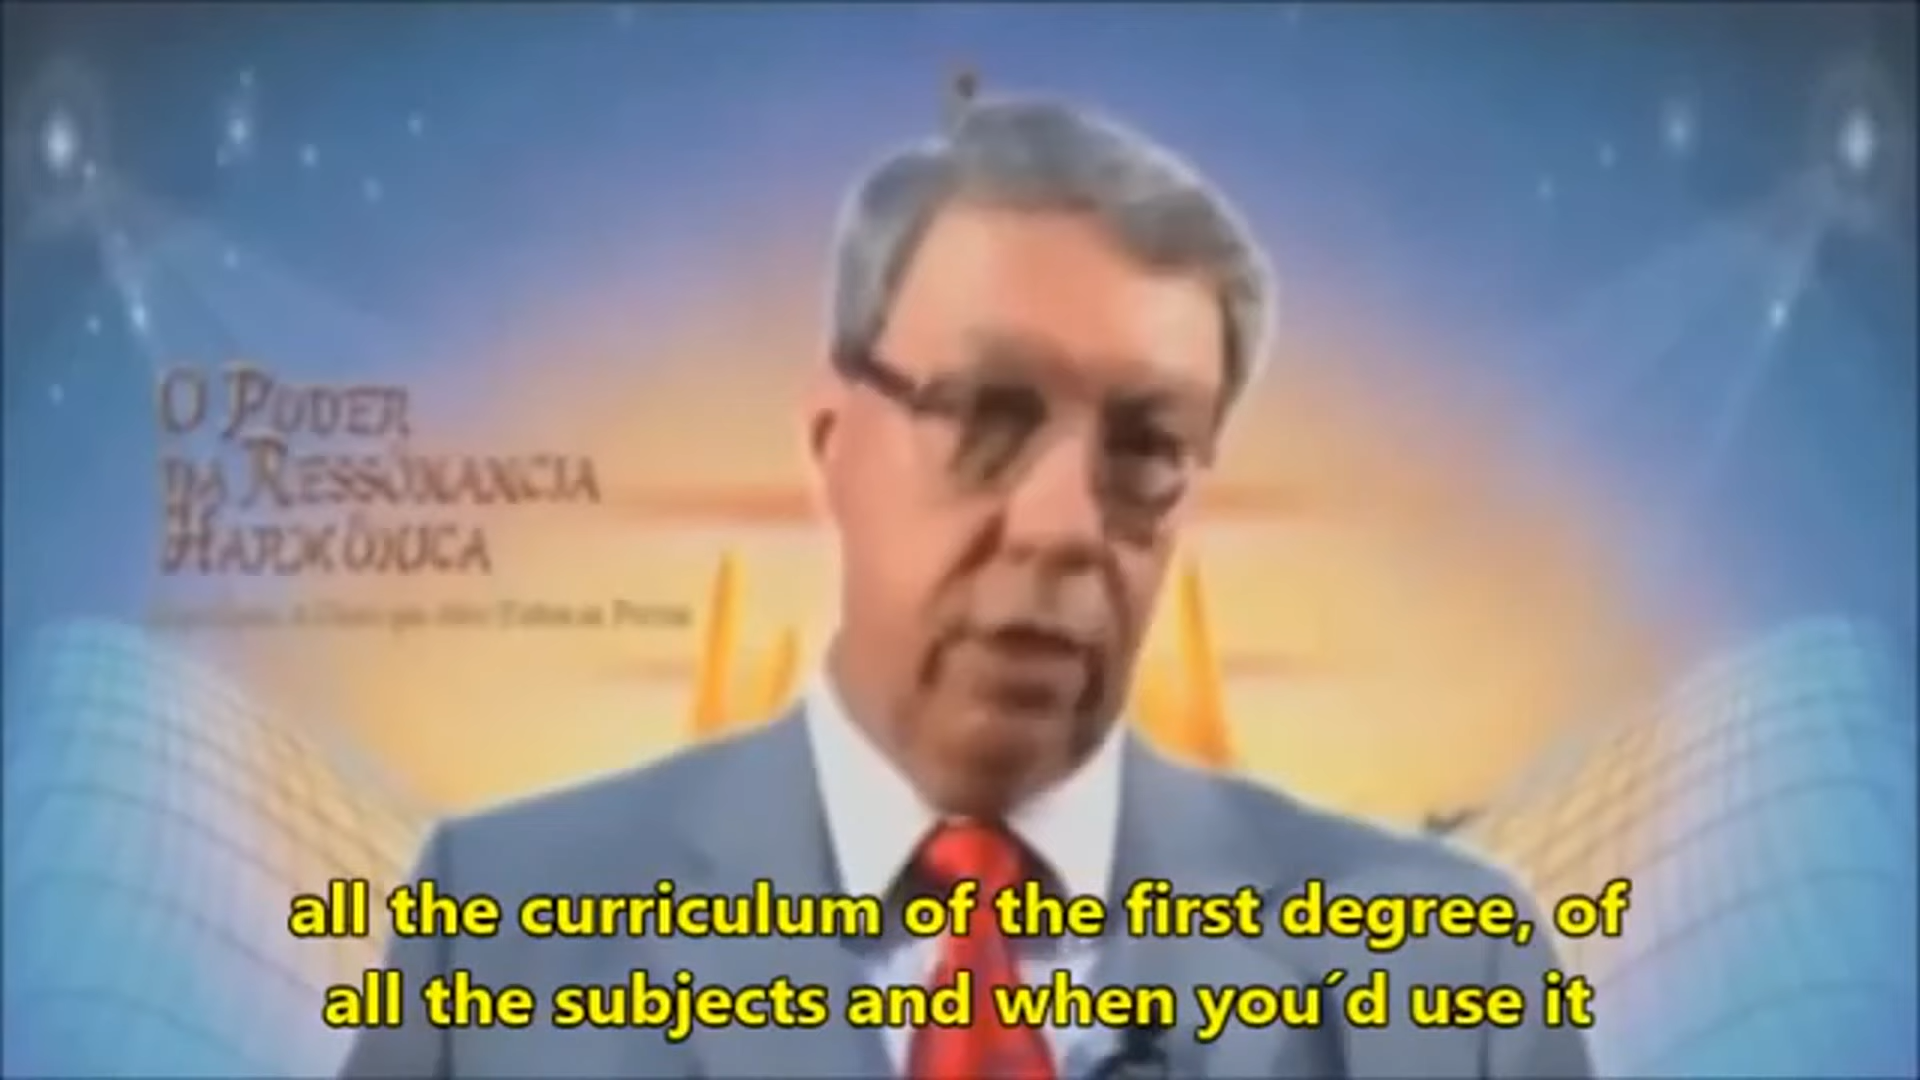 O PODER
DA RESSONANCIA
HARMÔNICA
all the curriculum of the first degree, of
all the subjects and when you´d use it